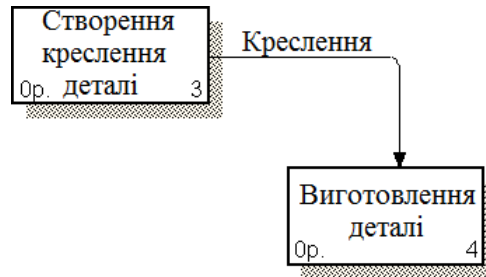 Створення
креслення
деталі
0р.
3
Креслення
Виготовлення
деталі
0р.
4